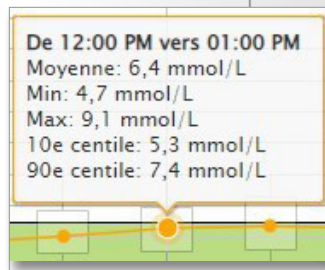 De 12:00 PM vers 01:00 PM
Moyenne: 6,4 mmol/L
Min: 4,7 mmol/L
Max: 9,1 mmol/L
10e centile: 5,3 mmol/L
90e centile: 7,4 mmol/L